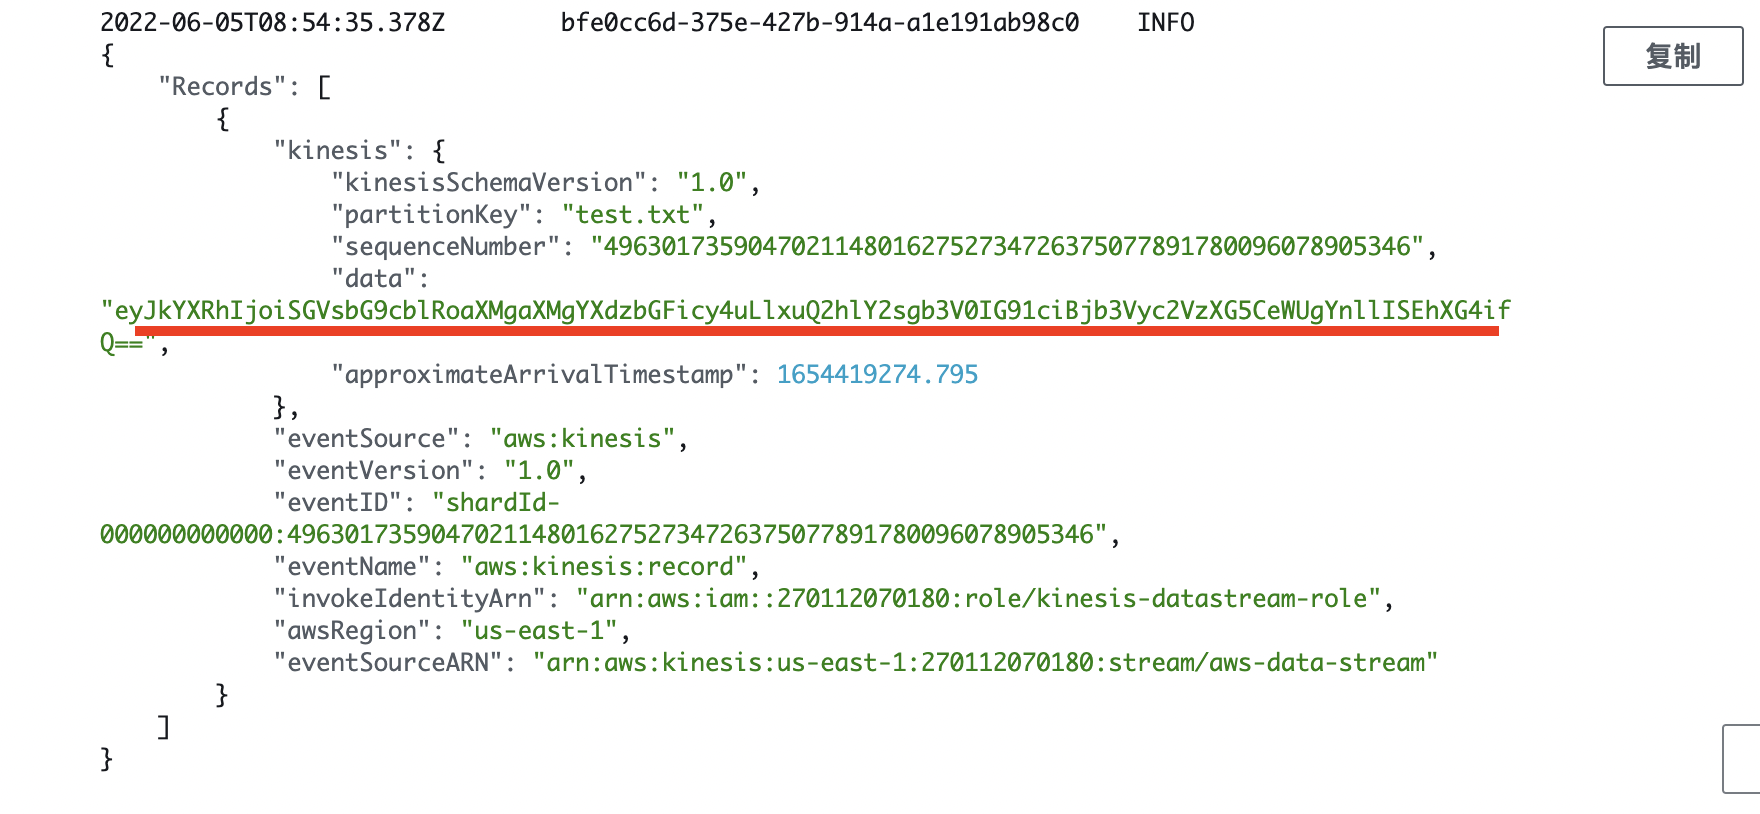 2022-06-05T08:54:35.378Z        bfe0cc6d-375e-427b-914a-a1e191ab98c0    INFO
复制
{
    "Records": [
        {
            "kinesis": {
                "kinesisSchemaVersion": "1.0",
                "partitionKey": "test.txt",
                "sequenceNumber": "49630173590470211480162752734726375077891780096078905346",
                "data":
"eyJkYXRhIjoiSGVsbG9cblRoaXMgaXMgYXdzbGFicy4uLlxuQ2hlY2sgb3V0IG91ciBjb3Vyc2VzXG5CeWUgYnllISEhXG4if
Q==",
                "approximateArrivalTimestamp": 1654419274.795
            },
            "eventSource": "aws:kinesis",
            "eventVersion": "1.0",
            "eventID": "shardId-
000000000000:49630173590470211480162752734726375077891780096078905346",
            "eventName": "aws:kinesis:record",
            "invokeIdentityArn": "arn:aws:iam::270112070180:role/kinesis-datastream-role",
            "awsRegion": "us-east-1",
            "eventSourceARN": "arn:aws:kinesis:us-east-1:270112070180:stream/aws-data-stream"
        }
    ]
}